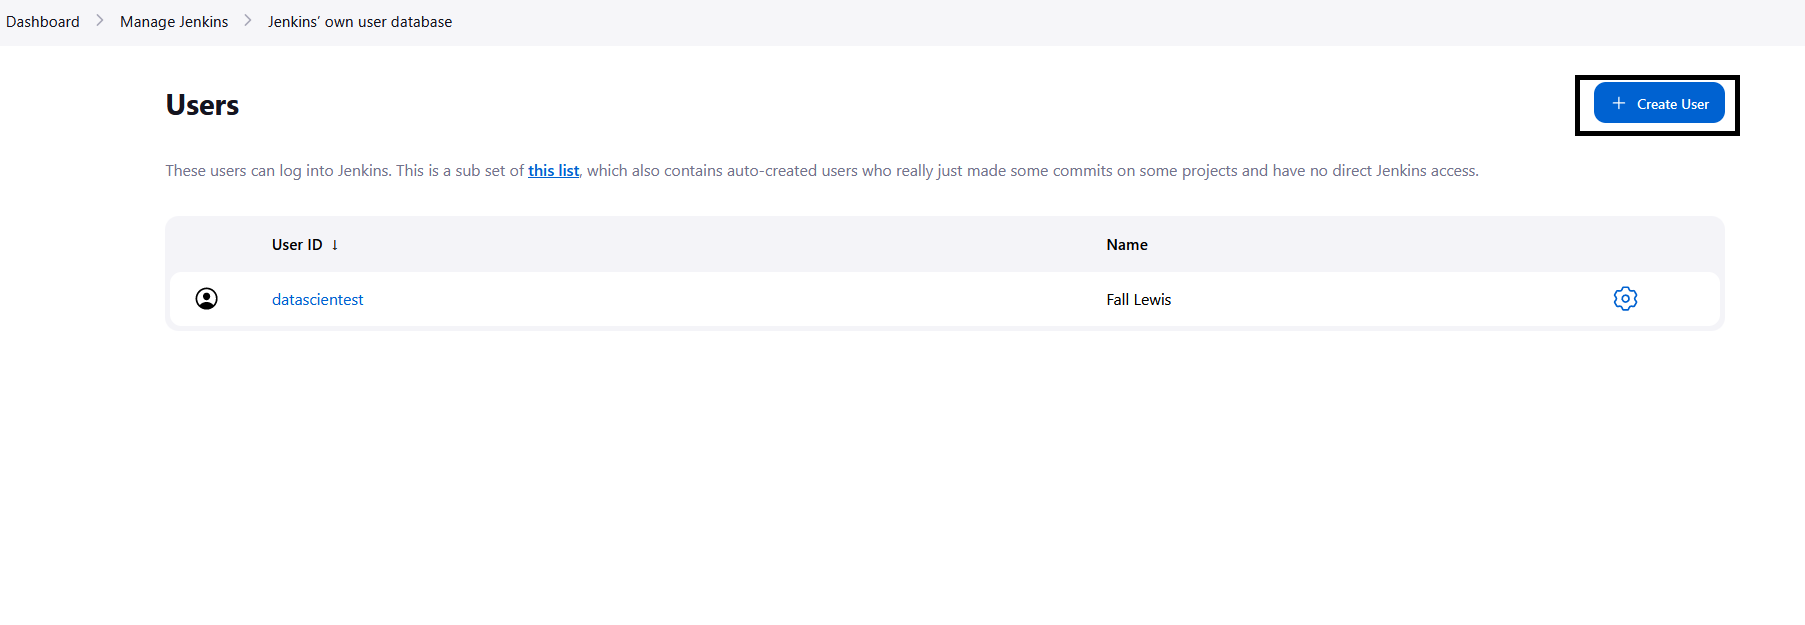 Dashboard > Manage Jenkins > Jenkins’ own user database
Users
+ Create User
These users can log into Jenkins. This is a sub set of this list, which also contains auto-created users who really just made some commits on some projects and have no direct Jenkins access.
User ID ↓ Name
datascientest Fall Lewis